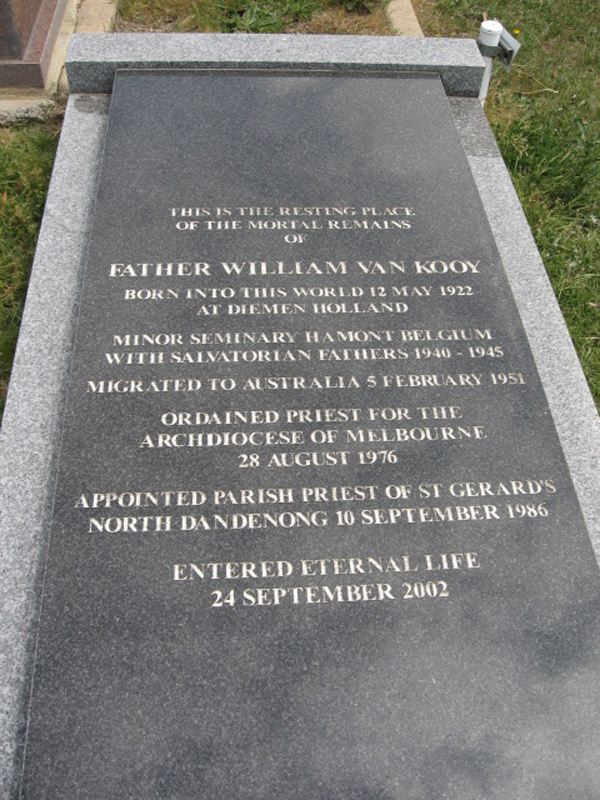 THIS IS THE RESTING PLACE
OF THE MORTAL REMAINS
OF
FATHER WILLIAM VAN KOOY
BORN INTO THIS WORLD 12 MAY 1922
AT DIEMEN HOLLAND
MINOR SEMINARY HAMONT BELGIUM
WITH SALVATORIAN FATHERS 1940 - 1945
MIGRATED TO AUSTRALIA 5 FEBRUARY 1951
ORDAINED PRIEST FOR THE
ARCHDIOCESE OF MELBOURNE
28 AUGUST 1976
APPOINTED PARISH PRIEST OF ST GERARD'S
NORTH DANDENONG 10 SEPTEMBER 1986
ENTERED ETERNAL LIFE
24 SEPTEMBER 2002